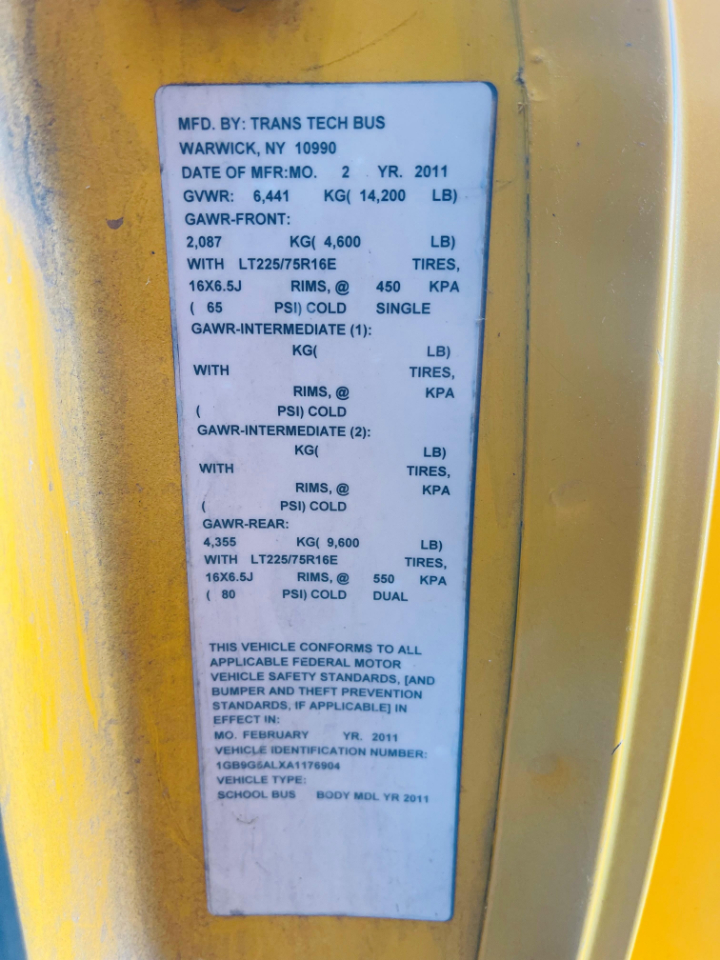 MFD. BY: TRANS TECH BUS
WARWICK, NY 10990
DATE OF MFR:MO. 2 YR. 2011
GVWR: 6,441 KG( 14,200 LB)
GAWR-FRONT:
2,087 KG( 4,600 LB)
WITH LT225/75R16E TIRES,
16X6.5J RIMS, @ 450 KPA
( 65 PSI) COLD SINGLE
GAWR-INTERMEDIATE (1):
KG( LB)
WITH TIRES,
RIMS, @ KPA
( PSI) COLD
GAWR-INTERMEDIATE (2):
KG( LB)
WITH TIRES,
RIMS, @ KPA
( PSI) COLD
GAWR-REAR:
4,355 KG( 9,600 LB)
WITH LT225/75R16E TIRES,
16X6.5J RIMS, @ 550 KPA
( 80 PSI) COLD DUAL
THIS VEHICLE CONFORMS TO ALL
APPLICABLE FEDERAL MOTOR
VEHICLE SAFETY STANDARDS, [AND
BUMPER AND THEFT PREVENTION
STANDARDS, IF APPLICABLE] IN
EFFECT IN:
MO. FEBRUARY YR. 2011
VEHICLE IDENTIFICATION NUMBER:
1GB9G5ALXA1176904
VEHICLE TYPE:
SCHOOL BUS BODY MDL YR 2011